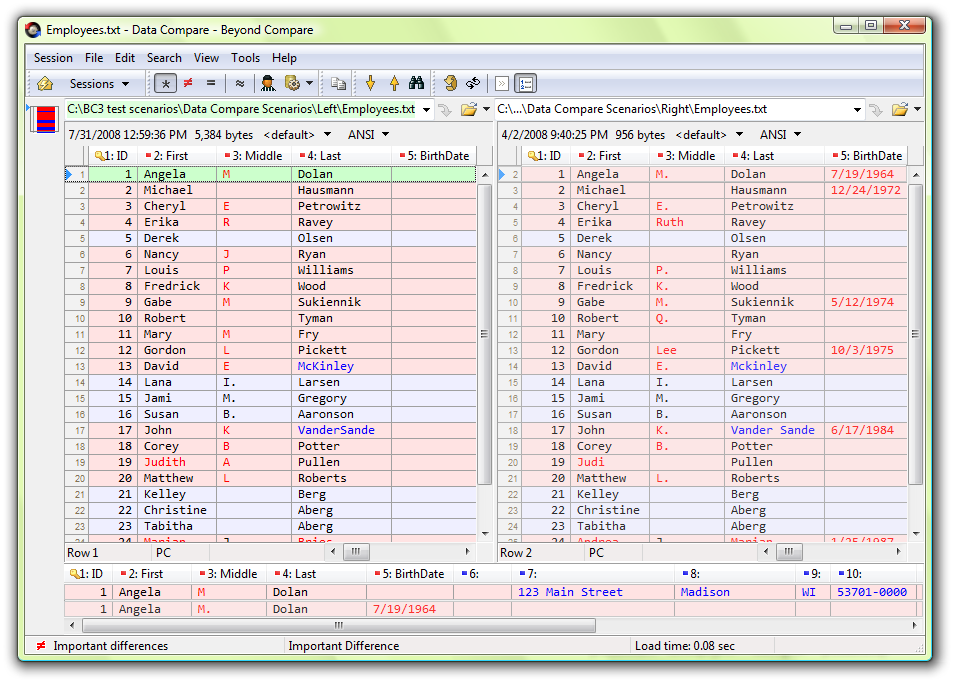 Employees.txt - Data Compare - Beyond Compare
Session File Edit Search View Tools Help
Sessions
C:\BC3 test scenarios\Data Compare Scenarios\Left\Employees.txt C:\...\Data Compare Scenarios\Right\Employees.txt
7/31/2008 12:59:36 PM 5,384 bytes <default> ANSI 4/2/2008 9:40:25 PM 956 bytes <default> ANSI
1: ID 2: First 3: Middle 4: Last 5: BirthDate 1: ID 2: First 3: Middle 4: Last 5: BirthDate
1 1 Angela M Dolan 2 1 Angela M. Dolan 7/19/1964
2 2 Michael Hausmann 3 2 Michael Hausmann 12/24/1972
3 3 Cheryl E Petrowitz 4 3 Cheryl E. Petrowitz
4 4 Erika R Ravey 5 4 Erika Ruth Ravey
5 5 Derek Olsen 6 5 Derek Olsen
6 6 Nancy J Ryan 7 6 Nancy Ryan
7 7 Louis P Williams 8 7 Louis P. Williams
8 8 Fredrick K Wood 9 8 Fredrick K. Wood
9 9 Gabe M Sukiennik 10 9 Gabe M. Sukiennik 5/12/1974
10 10 Robert Tyman 11 10 Robert Q. Tyman
11 11 Mary M Fry 12 11 Mary Fry
12 12 Gordon L Pickett 13 12 Gordon Lee Pickett 10/3/1975
13 13 David E McKinley 14 13 David E. Mckinley
14 14 Lana I. Larsen 15 14 Lana I. Larsen
15 15 Jami M. Gregory 16 15 Jami M. Gregory
16 16 Susan B. Aaronson 17 16 Susan B. Aaronson
17 17 John K VanderSande 18 17 John K. Vander Sande 6/17/1984
18 18 Corey B Potter 19 18 Corey B. Potter
19 19 Judith A Pullen 20 19 Judi Pullen
20 20 Matthew L Roberts 21 20 Matthew L. Roberts
21 21 Kelley Berg 22 21 Kelley Berg
22 22 Christine Aberg 23 22 Christine Aberg
23 23 Tabitha Aberg 24 23 Tabitha Aberg
Row 1 PC Row 2 PC
1: ID 2: First 3: Middle 4: Last 5: BirthDate 6: 7: 8: 9: 10:
1 Angela M Dolan 123 Main Street Madison WI 53701-0000
1 Angela M. Dolan 7/19/1964
Important differences Important Difference Load time: 0.08 sec